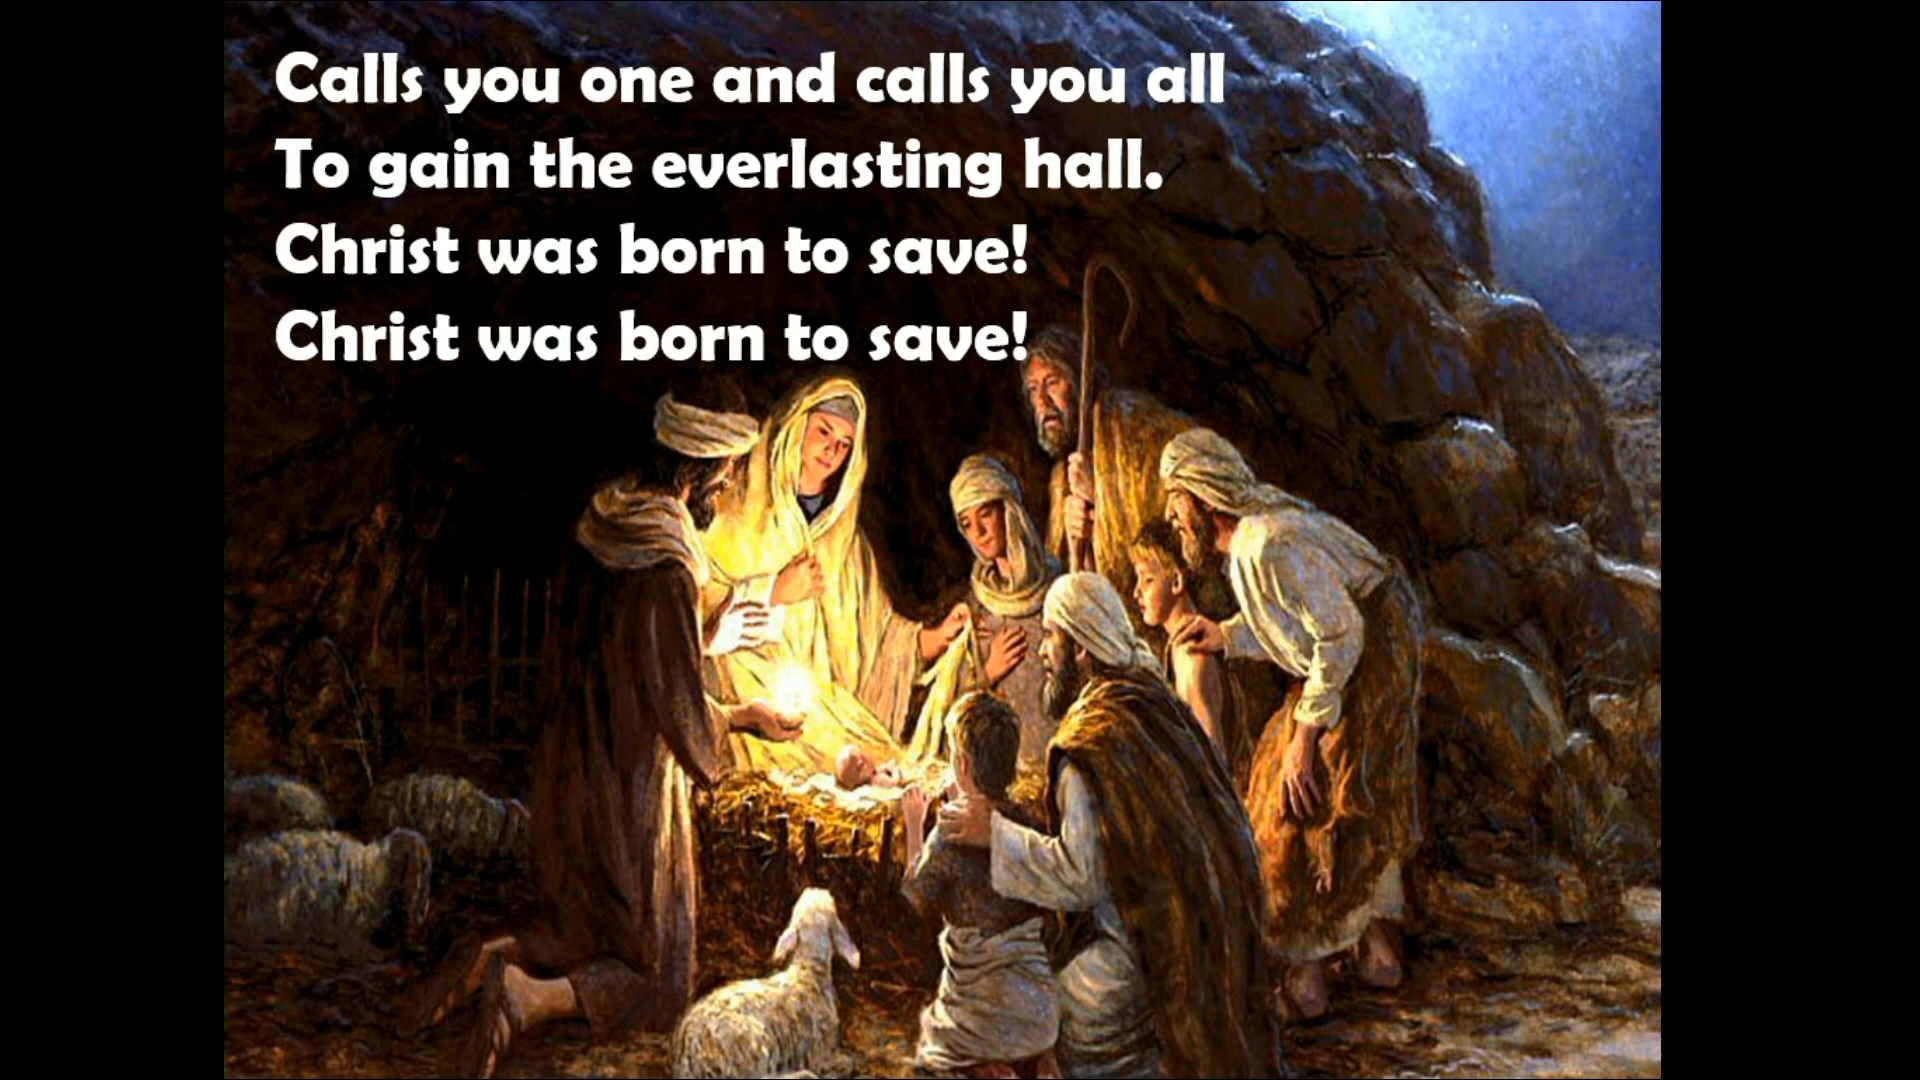 Calls you one and calls you all
To gain the everlasting hall.
Christ was born to save!
Christ was born to save!